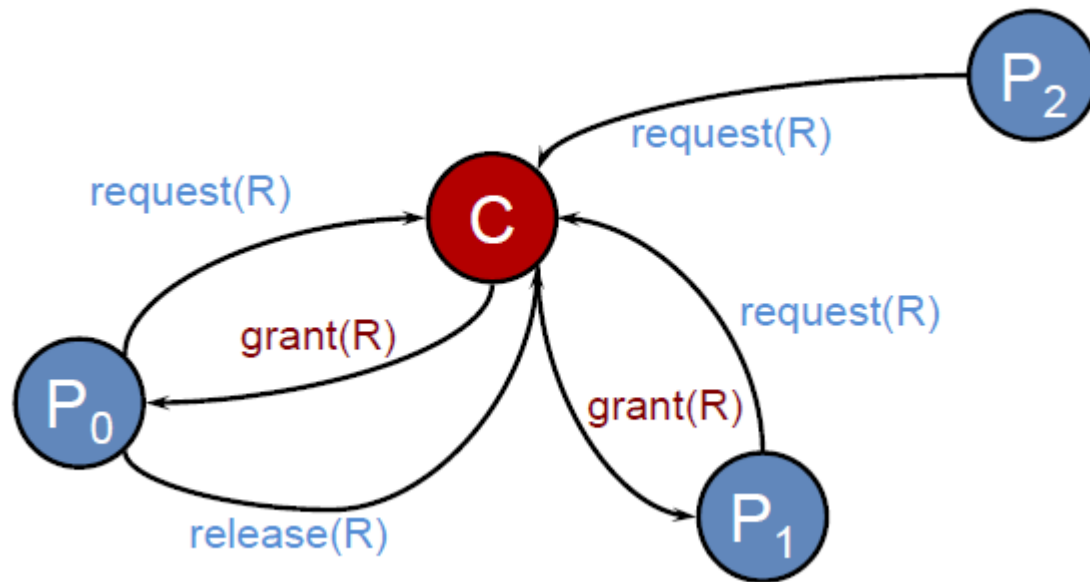 P2
request(R)
request(R)
C
grant(R)
request(R)
P0
grant(R)
release(R)
P1